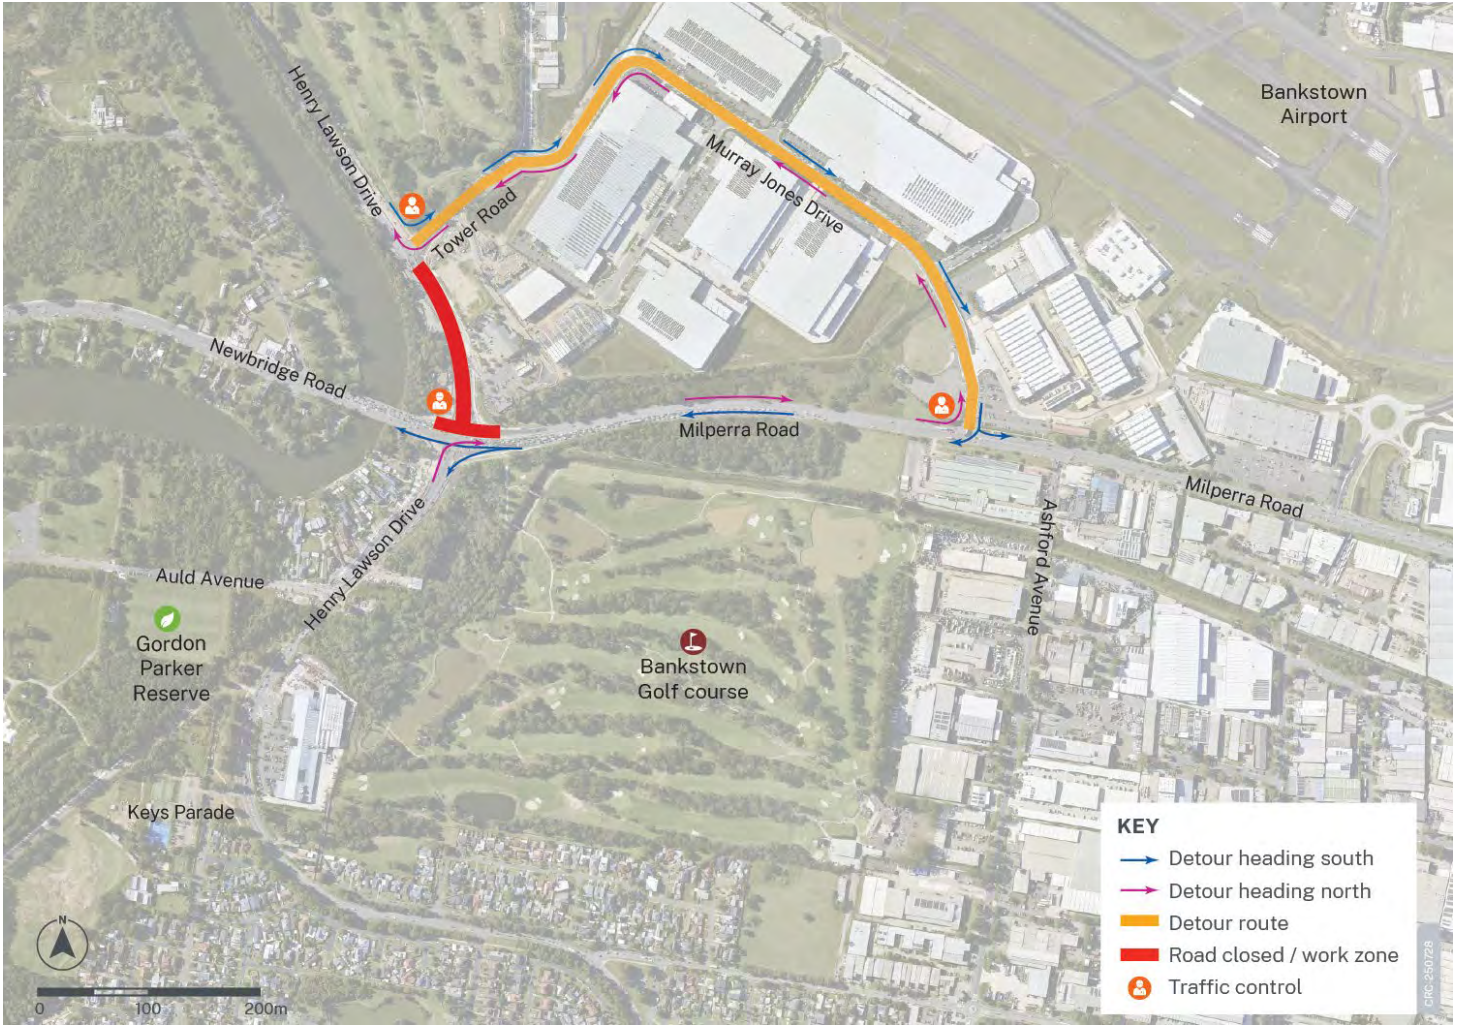 Henry Lawson Drive
Bankstown
Airport
Murray Jones Drive
Tower Road
Newbridge Road
Milperra Road
Milperra Road
Ashford Avenue
Henry Lawson Drive
Auld Avenue
Gordon
Parker
Reserve
Bankstown
Golf course
Keys Parade
KEY
Detour heading south
Detour heading north
Detour route
Road closed / work zone
Traffic control
N
0 100 200m
CRC-250728